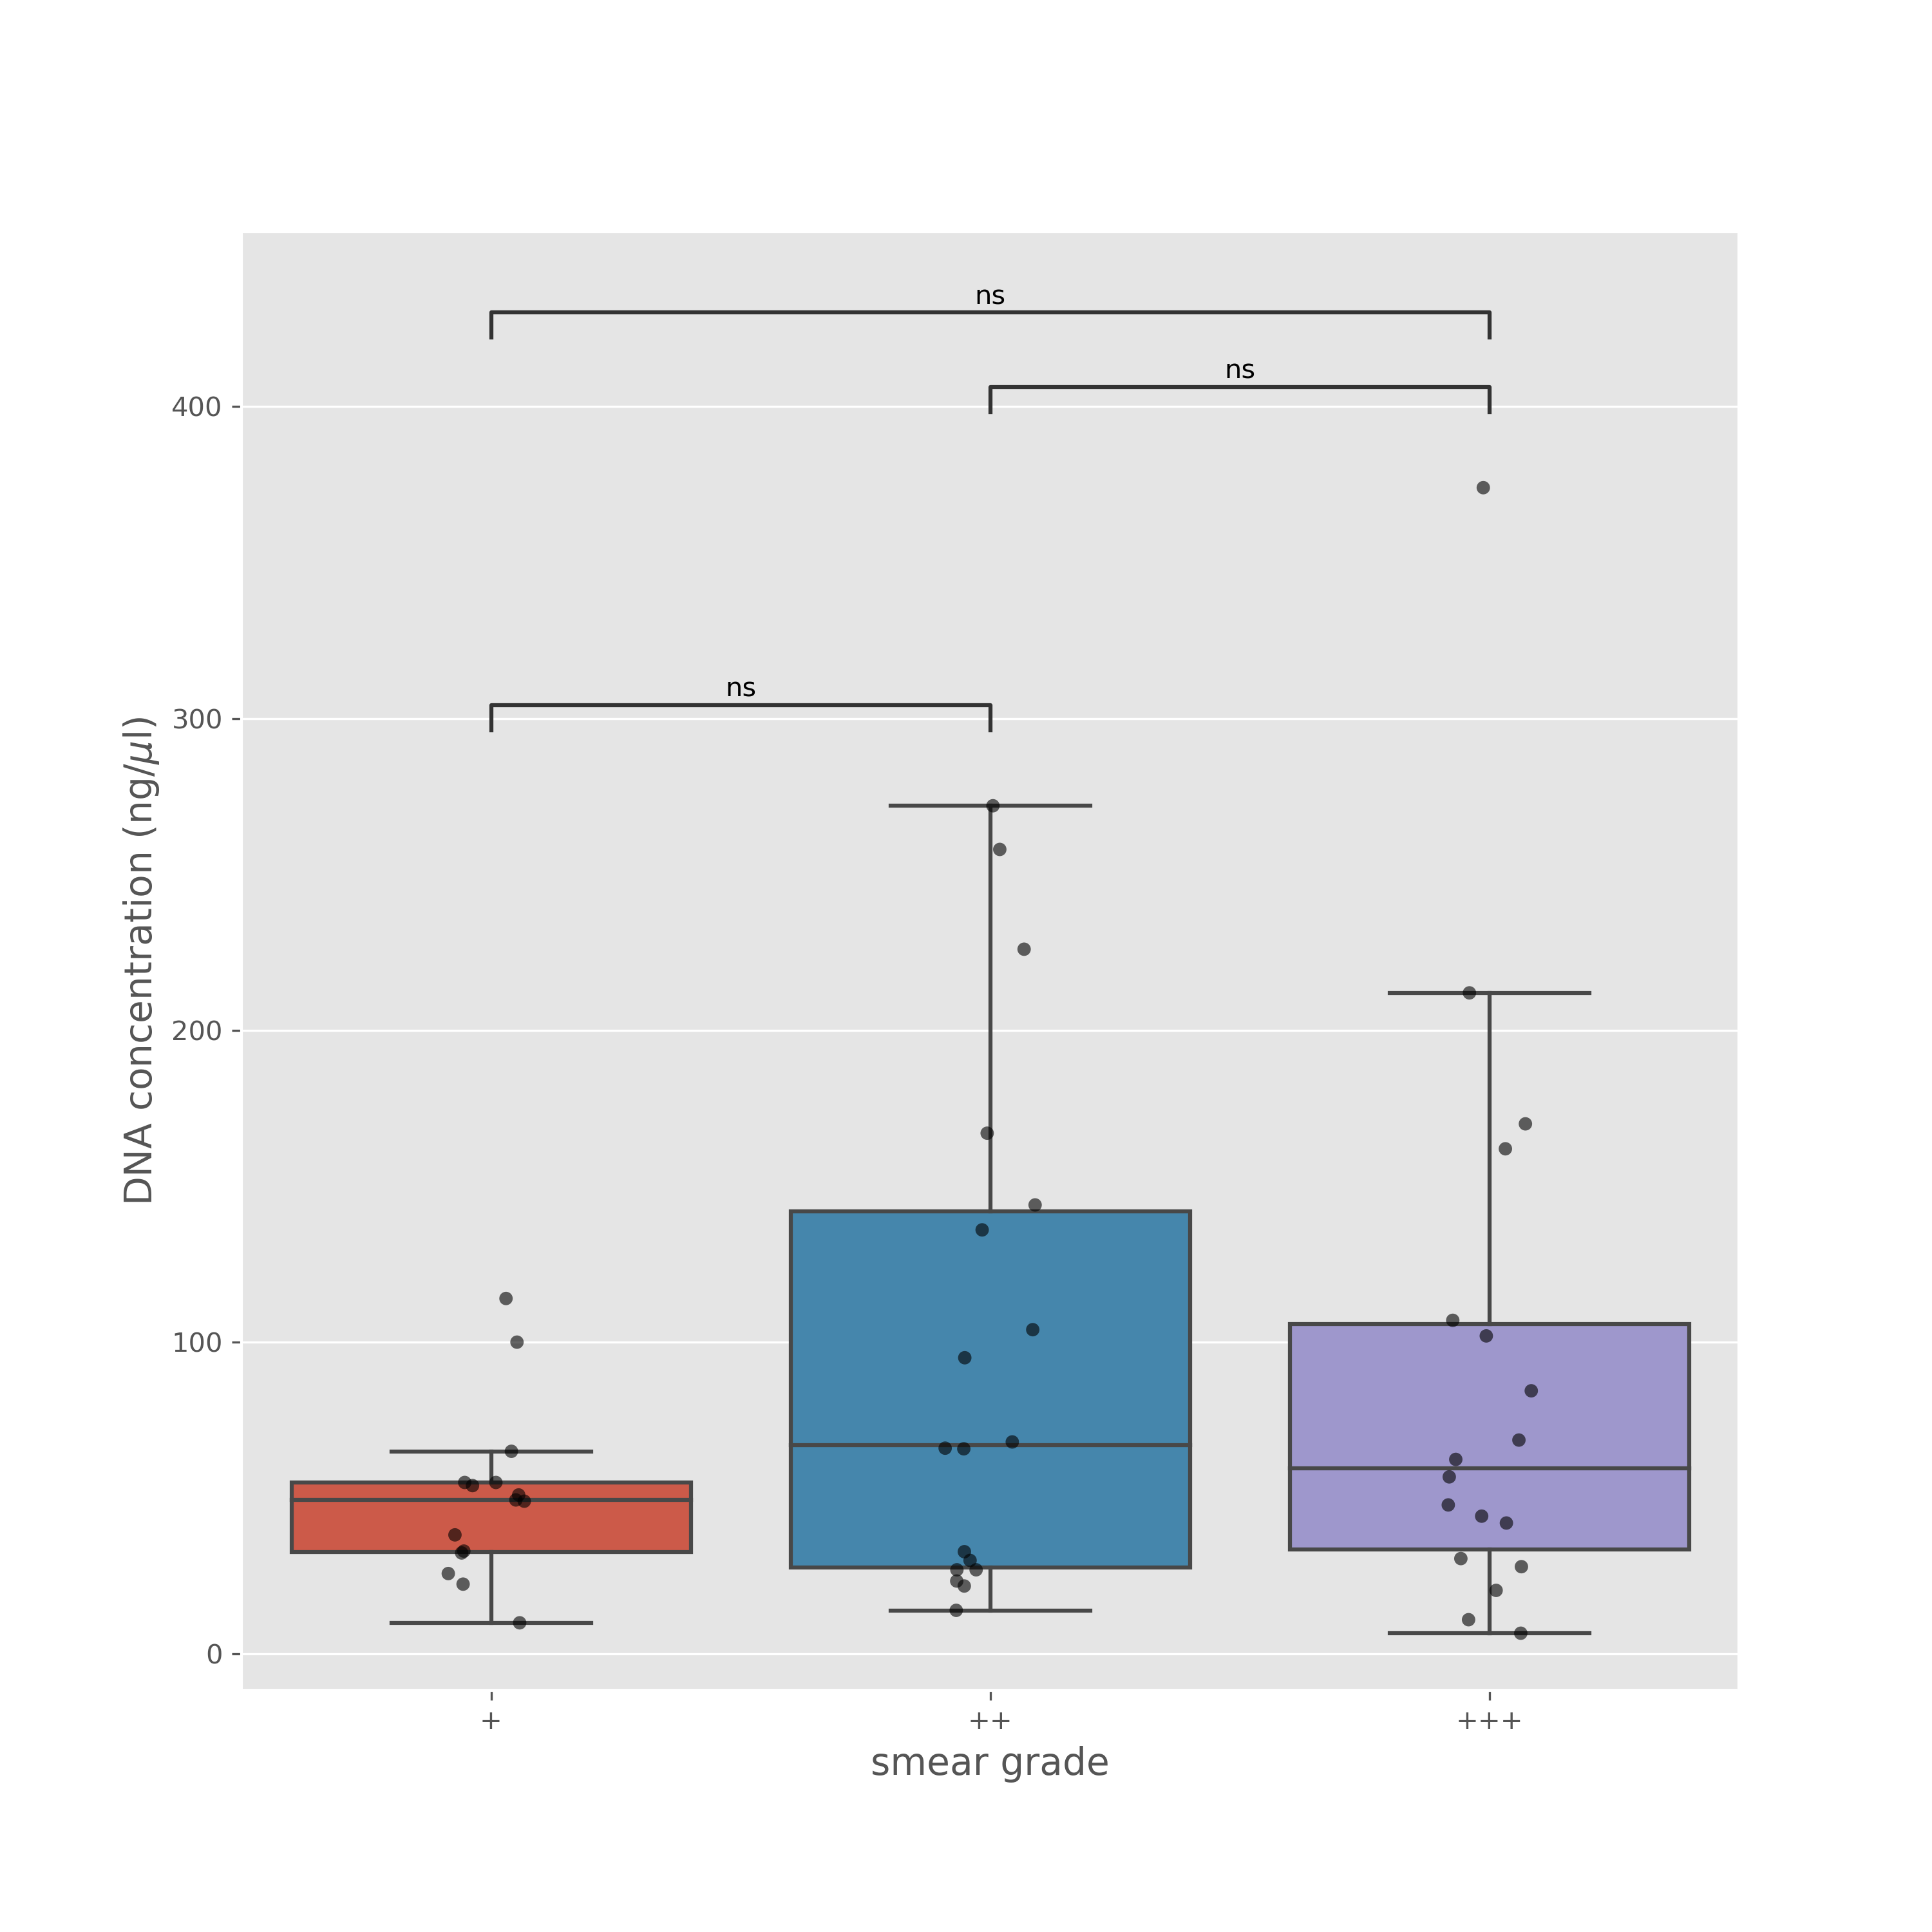 ns
ns
400
300
ns
200
100
0
DNA concentration (ng/μl)
+
++
+++
smear grade